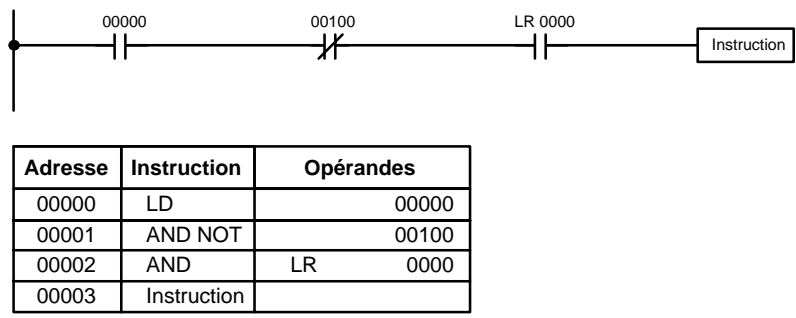 00000 00100 LR 0000
Instruction
Adresse Instruction Opérandes
00000 LD 00000
00001 AND NOT 00100
00002 AND LR 0000
00003 Instruction